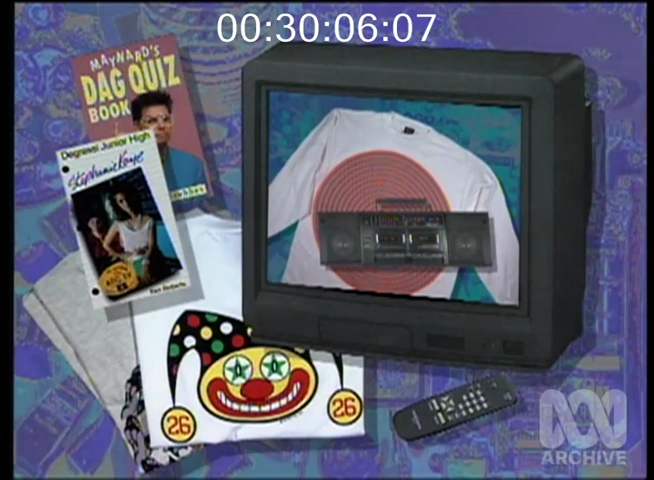 00:30:06:07
MAYNARD'S
DAG QUIZ
BOOK
Degrassi Junior High
Stephanie Kaye
26
26
ARCHIVE